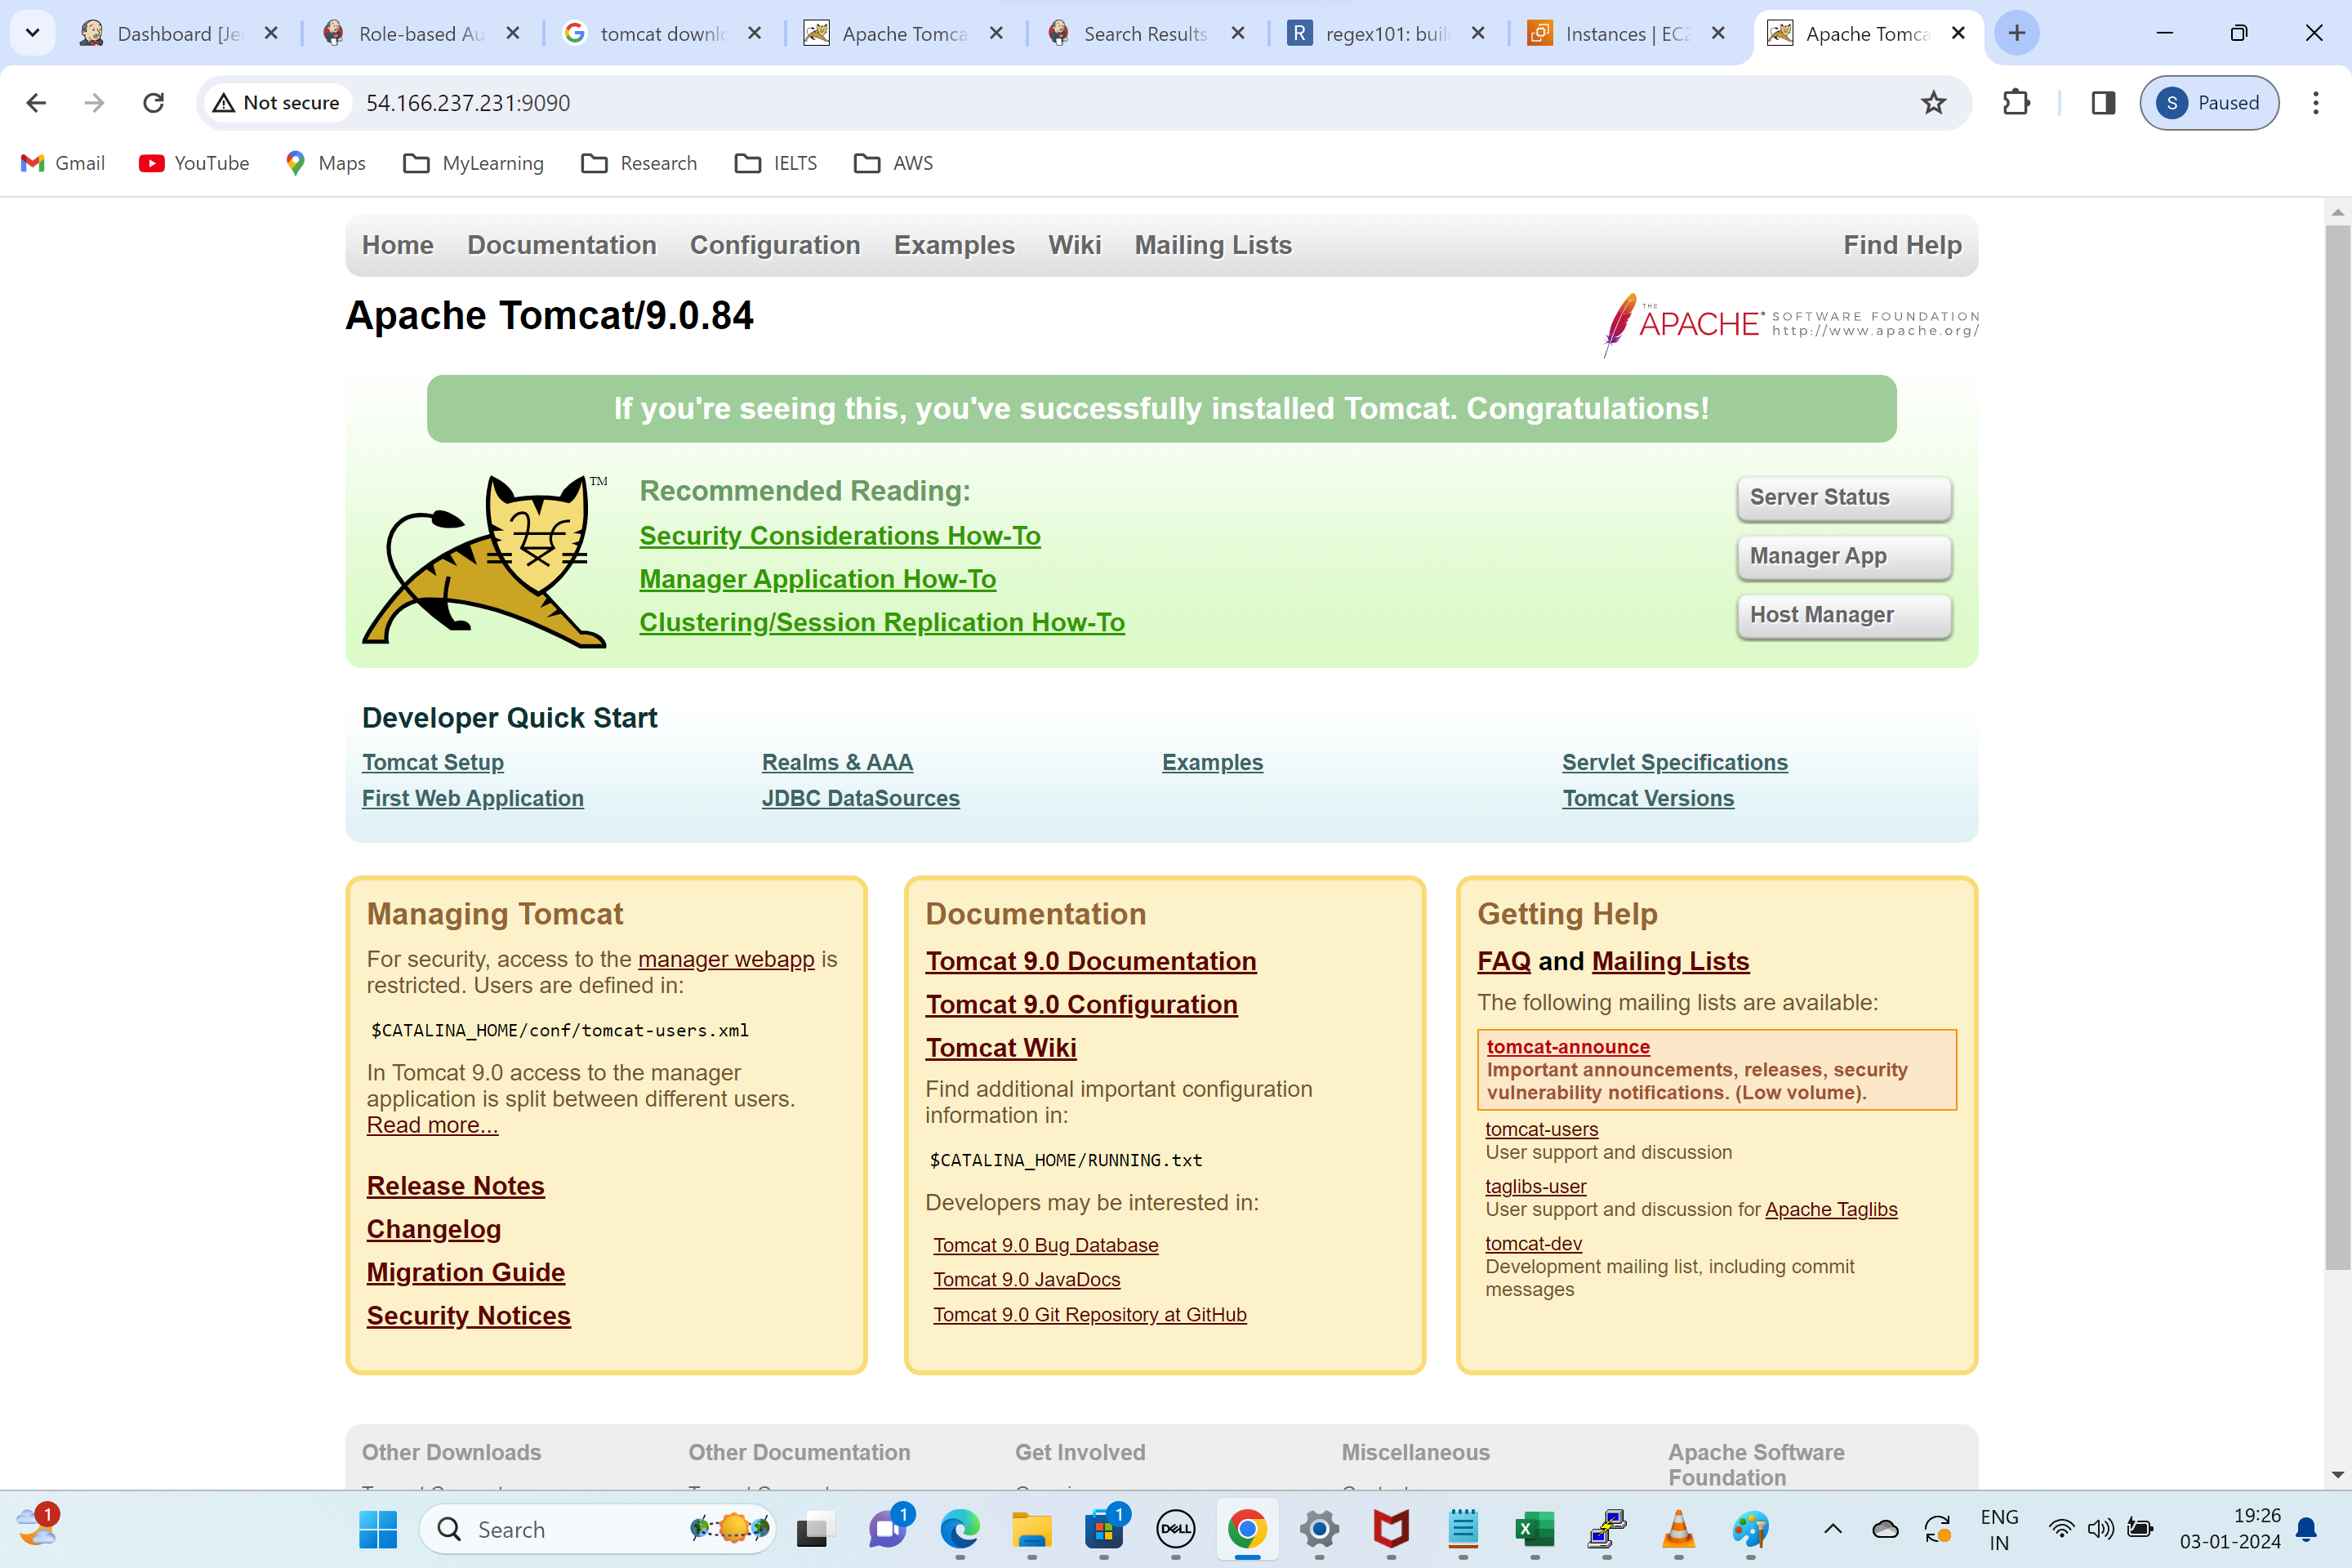 Dashboard [Je
Role-based Au
tomcat downlo
Apache Tomca
Search Results
regex101: buil
Instances | EC2
Apache Tomca
Not secure
54.166.237.231:9090
S Paused
Gmail
YouTube
Maps
MyLearning
Research
IELTS
AWS
Home Documentation Configuration Examples Wiki Mailing Lists Find Help
Apache Tomcat/9.0.84
THE APACHE SOFTWARE FOUNDATION
http://www.apache.org/
If you're seeing this, you've successfully installed Tomcat. Congratulations!
TM
Recommended Reading:
Security Considerations How-To
Manager Application How-To
Clustering/Session Replication How-To
Server Status
Manager App
Host Manager
Developer Quick Start
Tomcat Setup
First Web Application
Realms & AAA
JDBC DataSources
Examples
Servlet Specifications
Tomcat Versions
Managing Tomcat
For security, access to the manager webapp is
restricted. Users are defined in:
$CATALINA_HOME/conf/tomcat-users.xml
In Tomcat 9.0 access to the manager
application is split between different users.
Read more...
Release Notes
Changelog
Migration Guide
Security Notices
Documentation
Tomcat 9.0 Documentation
Tomcat 9.0 Configuration
Tomcat Wiki
Find additional important configuration
information in:
$CATALINA_HOME/RUNNING.txt
Developers may be interested in:
Tomcat 9.0 Bug Database
Tomcat 9.0 JavaDocs
Tomcat 9.0 Git Repository at GitHub
Getting Help
FAQ and Mailing Lists
The following mailing lists are available:
tomcat-announce
Important announcements, releases, security
vulnerability notifications. (Low volume).
tomcat-users
User support and discussion
taglibs-user
User support and discussion for Apache Taglibs
tomcat-dev
Development mailing list, including commit
messages
Other Downloads
Other Documentation
Get Involved
Miscellaneous
Apache Software
Foundation
1
Search
1
1
DELL
ENG
IN
19:26
03-01-2024